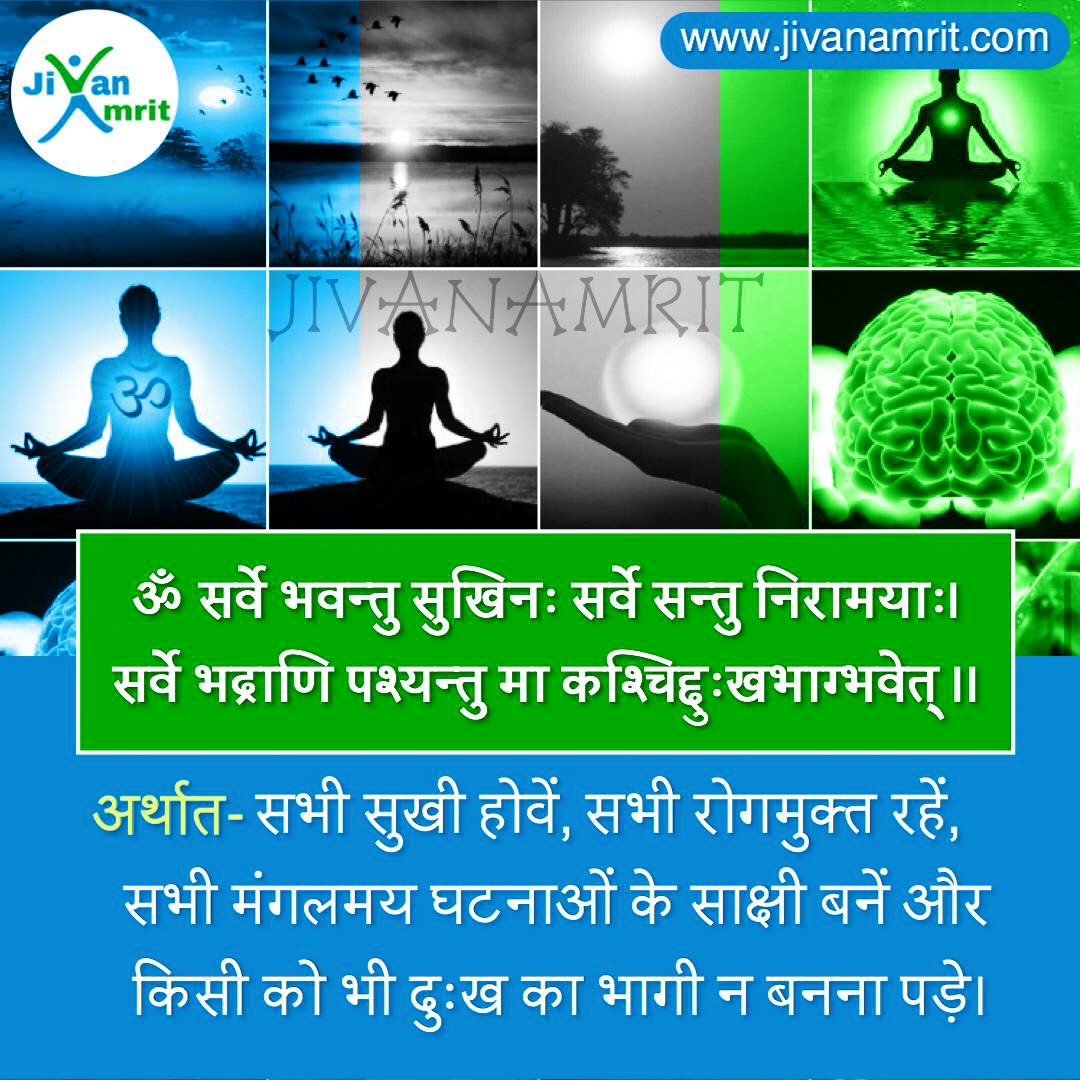 Jivan
Amrit
www.jivanamrit.com
JIVANAMRIT
ॐ
ॐ सर्वे भवन्तु सुखिनः सर्वे सन्तु निरामयाः।
सर्वे भद्राणि पश्यन्तु मा कश्चिद्दुःखभाग्भवेत्॥
अर्थात- सभी सुखी होवें, सभी रोगमुक्त रहें,
सभी मंगलमय घटनाओं के साक्षी बनें और
किसी को भी दुःख का भागी न बनना पड़े।